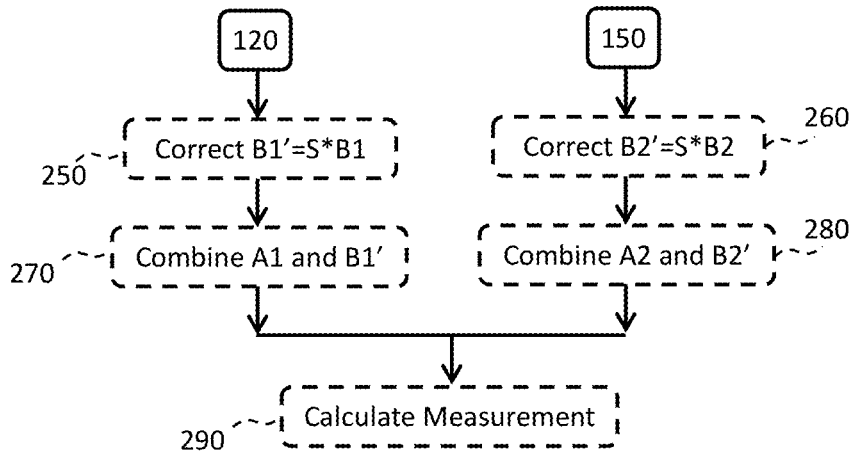 120
150
Correct B1′=S*B1
Correct B2′=S*B2
260
250
Combine A1 and B1′
Combine A2 and B2′
280
270
Calculate Measurement
290